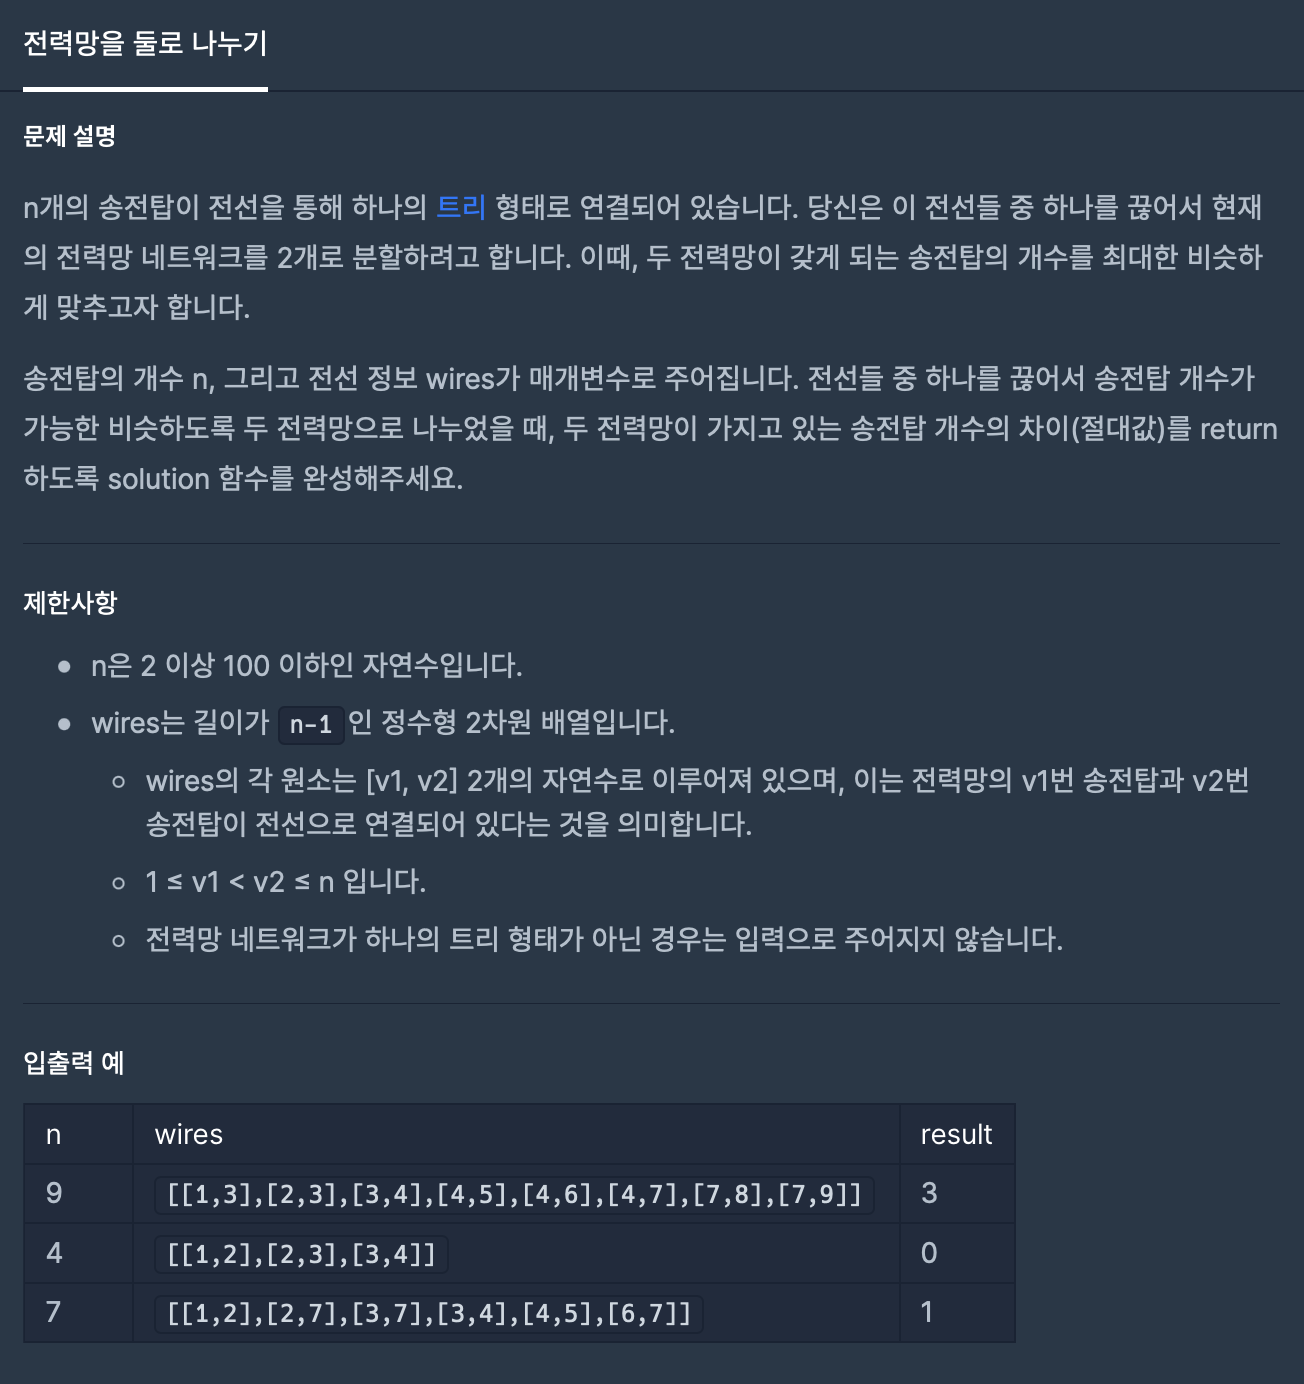 전력망을 둘로 나누기
문제 설명
n개의 송전탑이 전선을 통해 하나의 트리 형태로 연결되어 있습니다. 당신은 이 전선들 중 하나를 끊어서 현재
의 전력망 네트워크를 2개로 분할하려고 합니다. 이때, 두 전력망이 갖게 되는 송전탑의 개수를 최대한 비슷하
게 맞추고자 합니다.
송전탑의 개수 n, 그리고 전선 정보 wires가 매개변수로 주어집니다. 전선들 중 하나를 끊어서 송전탑 개수가
가능한 비슷하도록 두 전력망으로 나누었을 때, 두 전력망이 가지고 있는 송전탑 개수의 차이(절대값)를 return
하도록 solution 함수를 완성해주세요.
제한사항
● n은 2 이상 100 이하인 자연수입니다.
● wires는 길이가 n-1 인 정수형 2차원 배열입니다.
○ wires의 각 원소는 [v1, v2] 2개의 자연수로 이루어져 있으며, 이는 전력망의 v1번 송전탑과 v2번
송전탑이 전선으로 연결되어 있다는 것을 의미합니다.
○ 1 ≤ v1 < v2 ≤ n 입니다.
○ 전력망 네트워크가 하나의 트리 형태가 아닌 경우는 입력으로 주어지지 않습니다.
입출력 예
n wires result
9 [[1,3],[2,3],[3,4],[4,5],[4,6],[4,7],[7,8],[7,9]] 3
4 [[1,2],[2,3],[3,4]] 0
7 [[1,2],[2,7],[3,7],[3,4],[4,5],[6,7]] 1